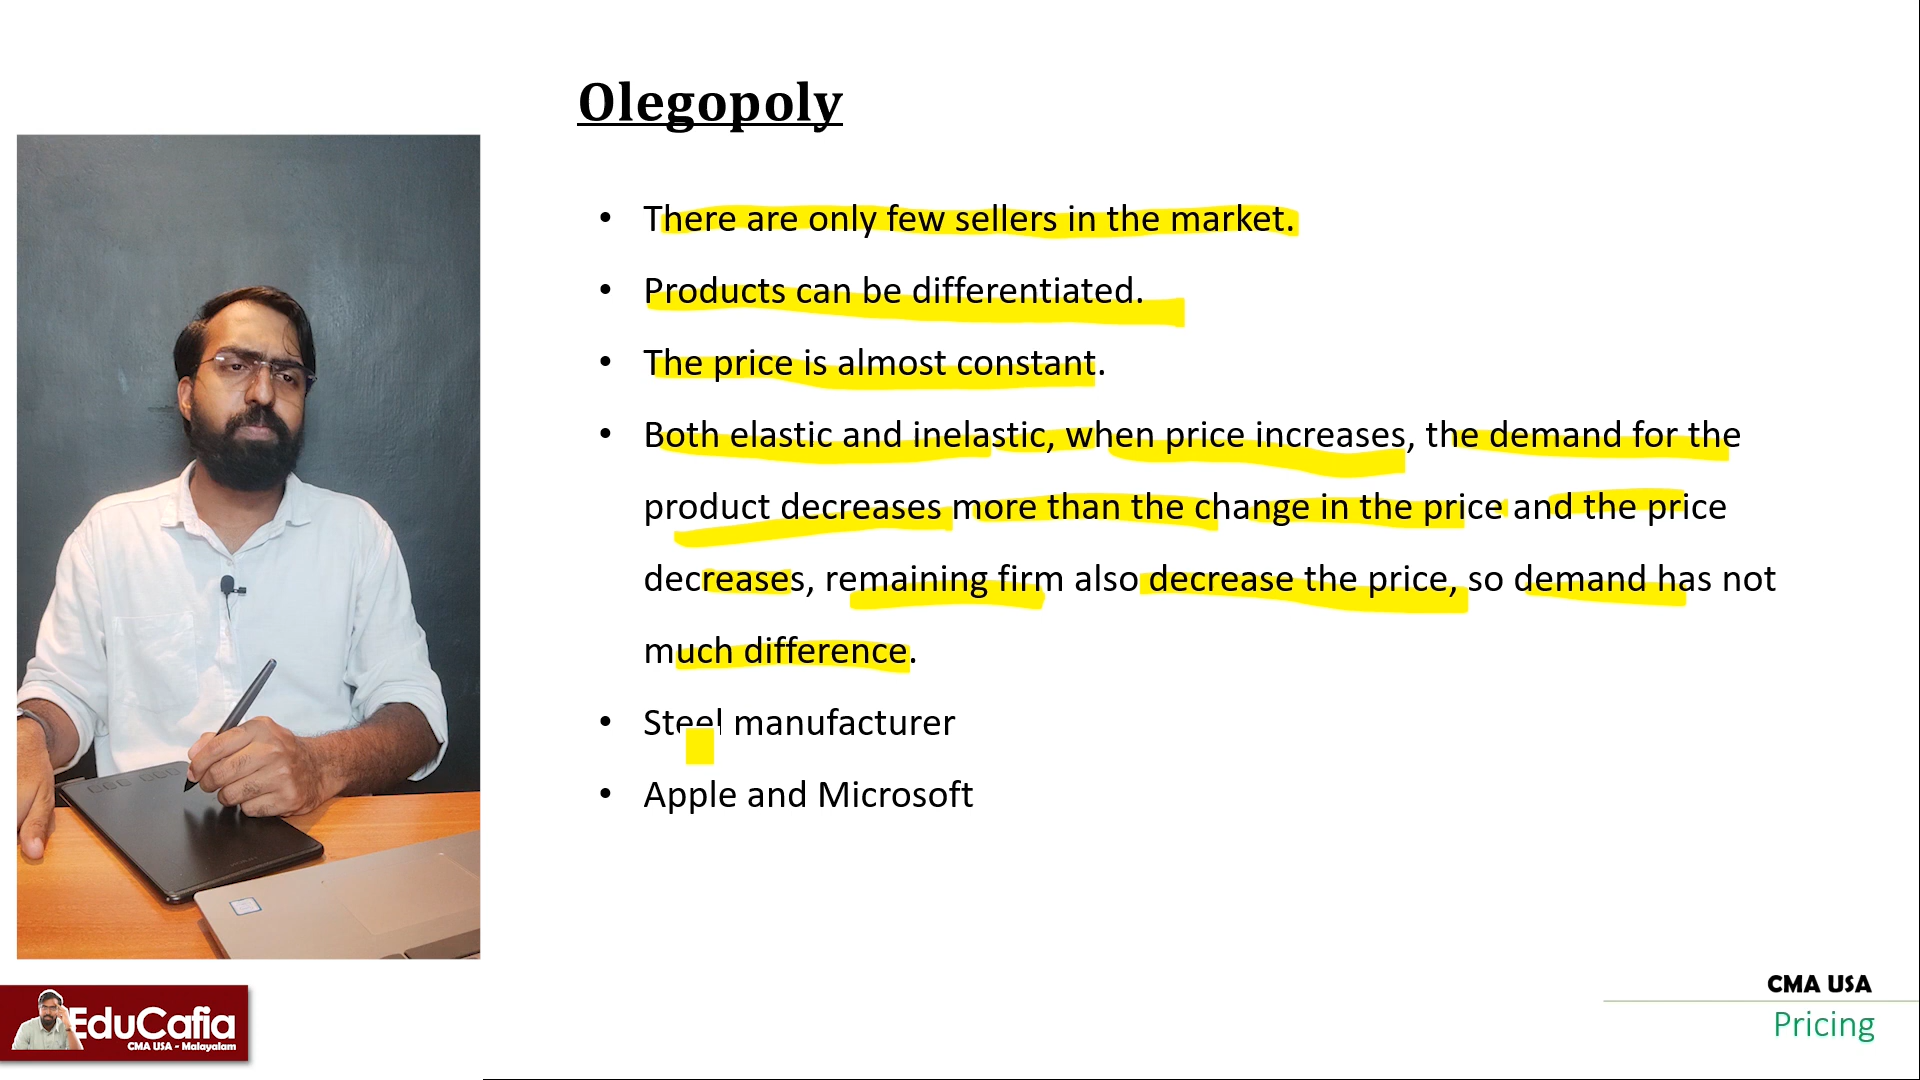 Olegopoly
• There are only few sellers in the market.
• Products can be differentiated.
• The price is almost constant.
• Both elastic and inelastic, when price increases, the demand for the
product decreases more than the change in the price and the price
decreases, remaining firm also decrease the price, so demand has not
much difference.
• Steel manufacturer
• Apple and Microsoft
EduCafia
CMA USA - Malayalam
CMA USA
Pricing